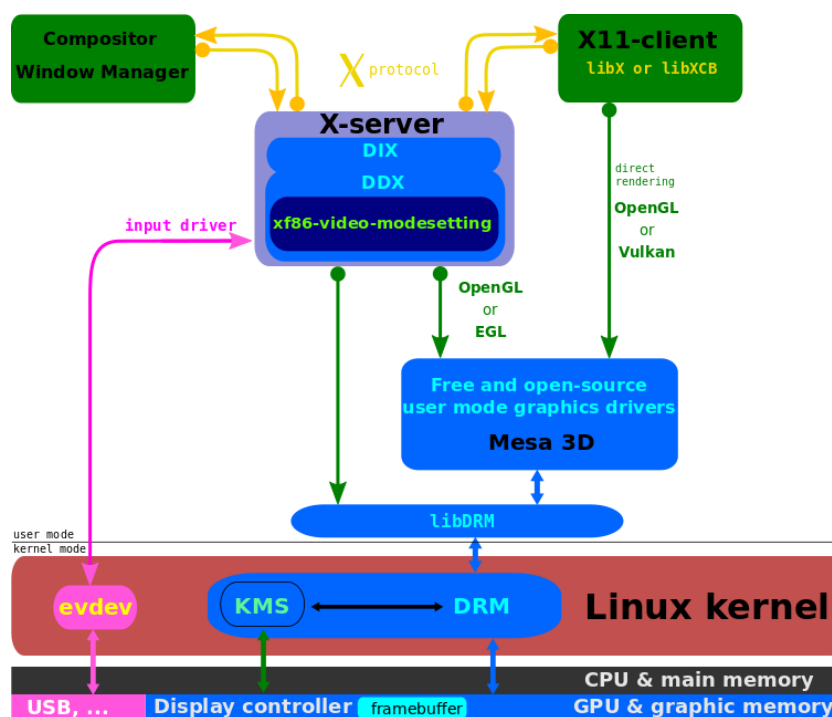 Compositor
Window Manager
X protocol
X11-client
libX or libXCB
X-server
DIX
DDX
xf86-video-modesetting
input driver
direct
rendering
OpenGL
or
Vulkan
OpenGL
or
EGL
Free and open-source
user mode graphics drivers
Mesa 3D
libDRM
user mode
kernel mode
evdev
KMS
DRM
Linux kernel
CPU & main memory
USB, ...
Display controller
framebuffer
GPU & graphic memory